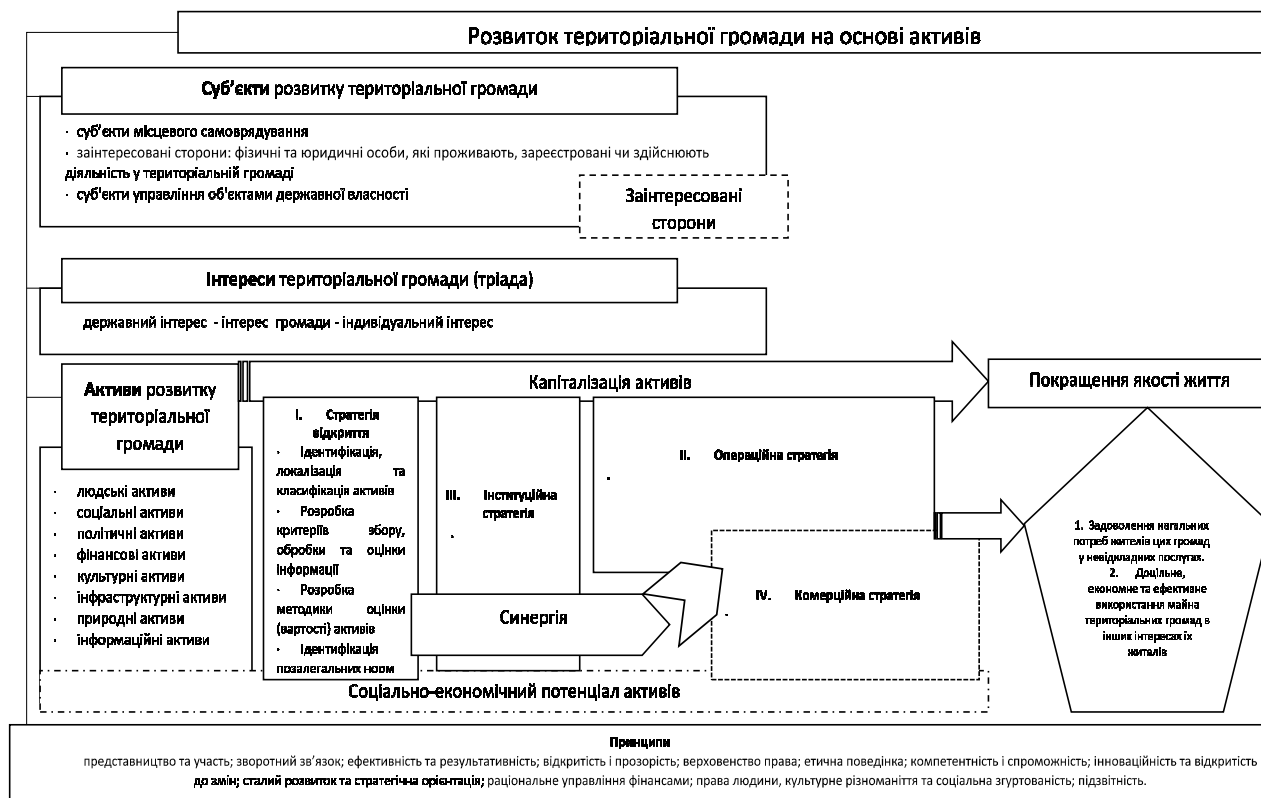 Розвиток територіальної громади на основі активів
Суб'єкти розвитку територіальної громади
· суб'єкти місцевого самоврядування
· заінтересовані сторони: фізичні та юридичні особи, які проживають, зареєстровані чи здійснюють
діяльність у територіальній громаді
· суб'єкти управління об'єктами державної власності
Заінтересовані
сторони
Інтереси територіальної громади (тріада)
державний інтерес - інтерес громади - індивідуальний інтерес
Активи розвитку
територіальної
громади
· людські активи
· соціальні активи
· політичні активи
· фінансові активи
· культурні активи
· інфраструктурні активи
· природні активи
· інформаційні активи
Капіталізація активів
I. Стратегія
відкриття
· Ідентифікація,
локалізація та
класифікація активів
· Розробка
критеріїв збору,
обробки та оцінки
інформації
· Розробка
методики оцінки
(вартості) активів
· Ідентифікація
позалегальних норм
III. Інституційна
стратегія
·
II. Операційна стратегія
·
Синергія
IV. Комерційна стратегія
·
Соціально-економічний потенціал активів
Покращення якості життя
1. Задоволення нагальних
потреб жителів цих громад
у невідкладних послугах.
2. Доцільне,
економне та ефективне
використання майна
територіальних громад в
інших інтересах їх
жителів
Принципи
представництво та участь; зворотний зв'язок; ефективність та результативність; відкритість і прозорість; верховенство права; етична поведінка; компетентність і спроможність; інноваційність та відкритість
до змін; сталий розвиток та стратегічна орієнтація; раціональне управління фінансами; права людини, культурне різноманіття та соціальна згуртованість; підзвітність.